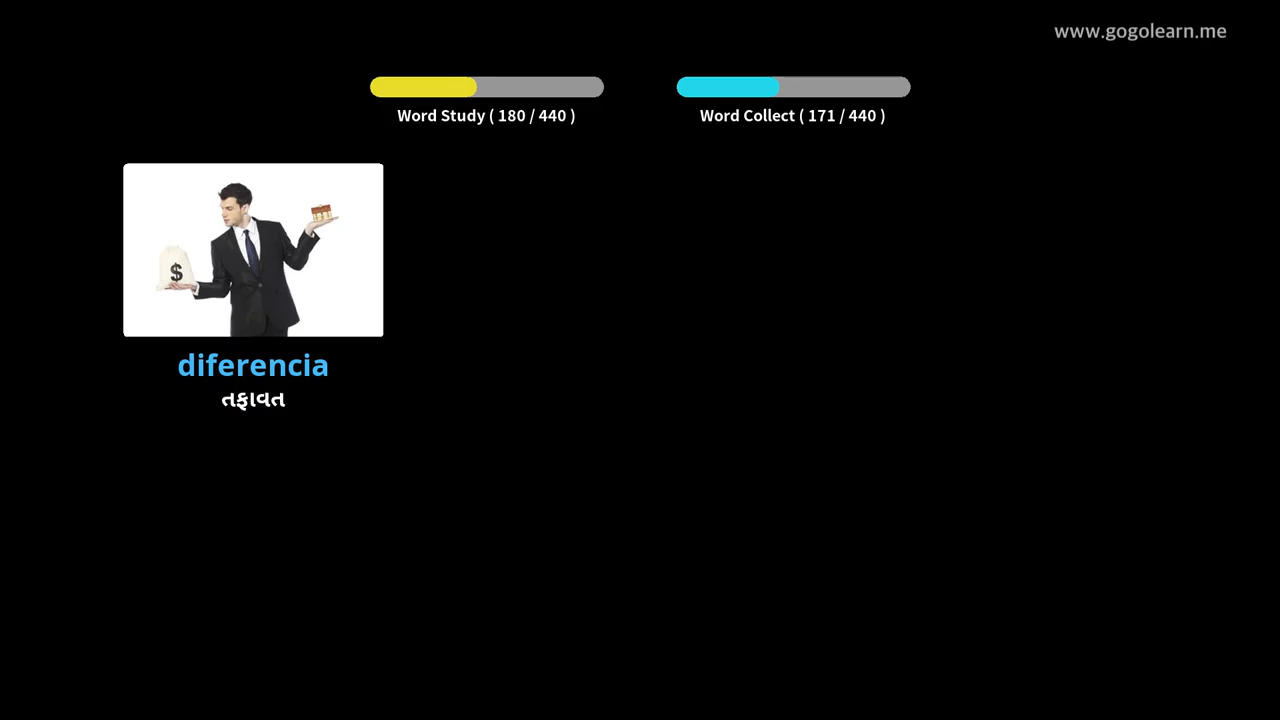 www.gogolearn.me
Word Study ( 180 / 440 )
Word Collect ( 171 / 440 )
$
diferencia
તફાવત